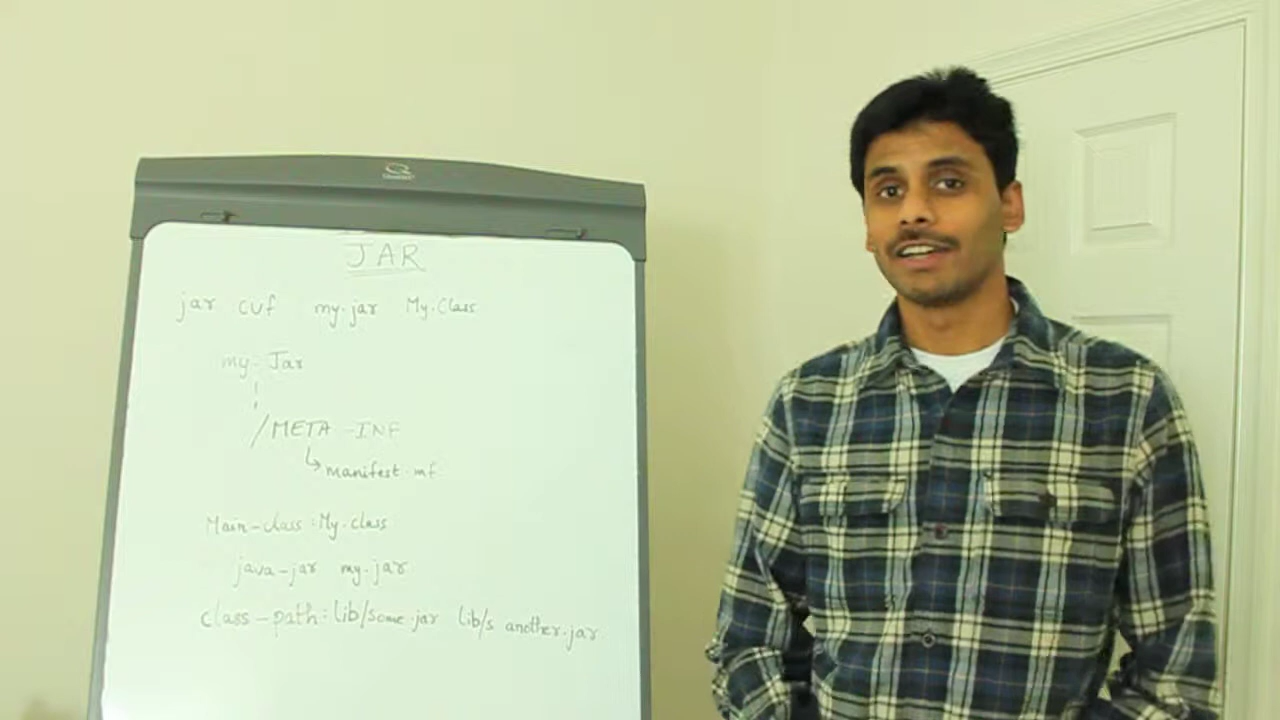 JAR
jar cvf my.jar My.Class
my.Jar
/META-INF
manifest.mf
Main-class:My.class
java-jar my.jar
class-path:lib/some.jar lib/s another.jar